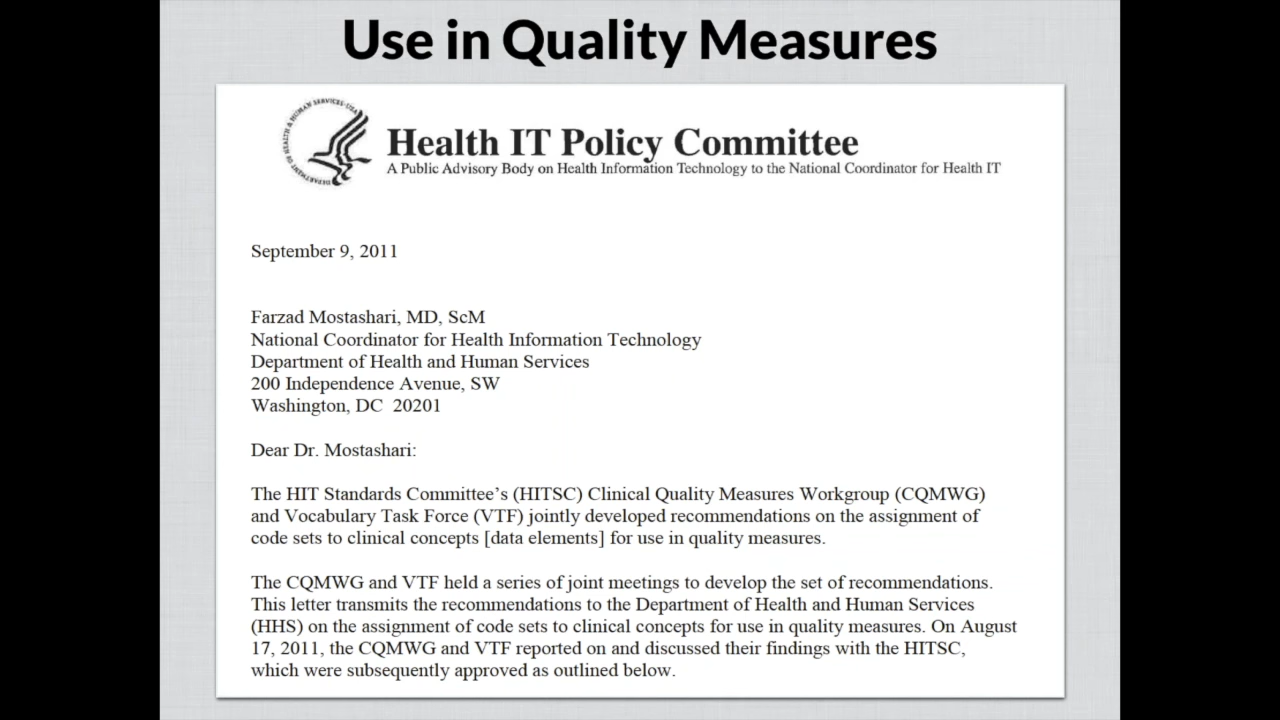 Use in Quality Measures
DEPARTMENT OF HEALTH & HUMAN SERVICES·USA
Health IT Policy Committee
A Public Advisory Body on Health Information Technology to the National Coordinator for Health IT
September 9, 2011
Farzad Mostashari, MD, ScM
National Coordinator for Health Information Technology
Department of Health and Human Services
200 Independence Avenue, SW
Washington, DC  20201
Dear Dr. Mostashari:
The HIT Standards Committee’s (HITSC) Clinical Quality Measures Workgroup (CQMWG)
and Vocabulary Task Force (VTF) jointly developed recommendations on the assignment of
code sets to clinical concepts [data elements] for use in quality measures.
The CQMWG and VTF held a series of joint meetings to develop the set of recommendations.
This letter transmits the recommendations to the Department of Health and Human Services
(HHS) on the assignment of code sets to clinical concepts for use in quality measures. On August
17, 2011, the CQMWG and VTF reported on and discussed their findings with the HITSC,
which were subsequently approved as outlined below.